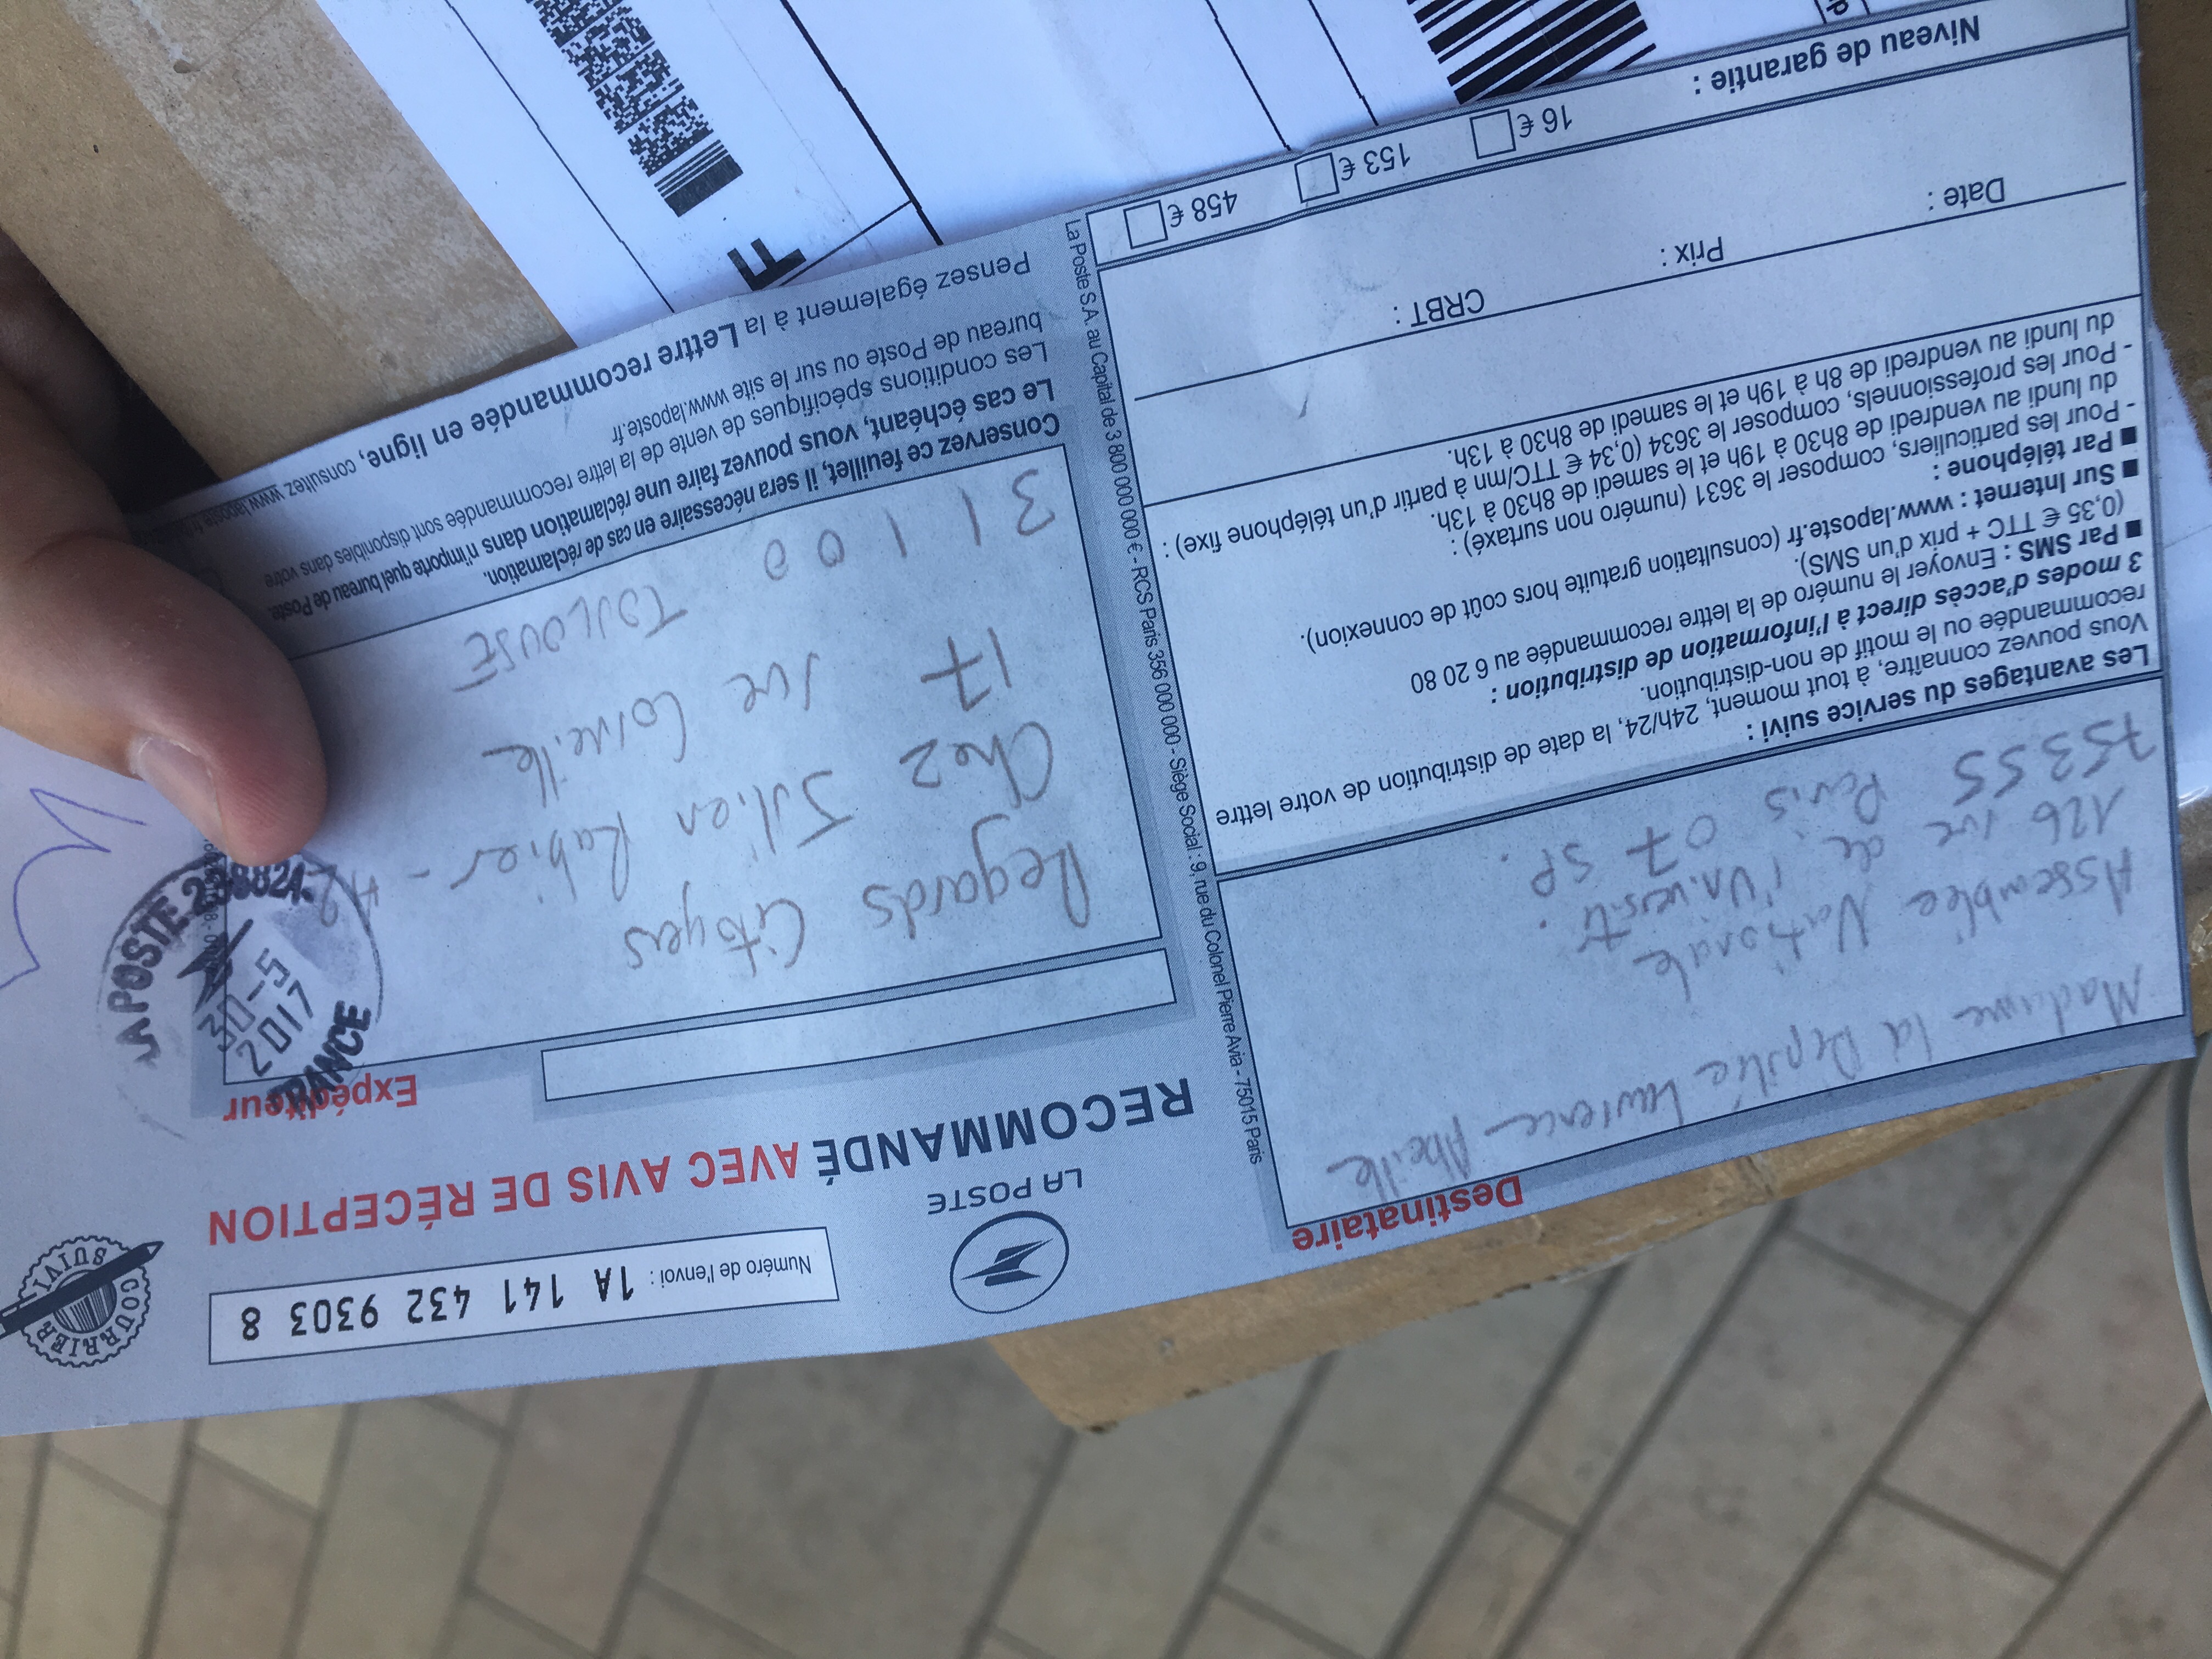 COURRIER SUIVI
Numéro de l'envoi : 1A 141 432 9303 8
LA POSTE
RECOMMANDÉ AVEC AVIS DE RÉCEPTION
Destinataire
Madame la Députée Laurence Abeille
Assemblée Nationale
126 rue de l'Université
75355 Paris 07 SP.
Les avantages du service suivi :
Vous pouvez connaître, à tout moment, 24h/24, la date de distribution de votre lettre
recommandée ou le motif de non-distribution.
3 modes d'accès direct à l'information de distribution :
■ Par SMS : Envoyer le numéro de la lettre recommandée au 6 20 80
(0,35 € TTC + prix d'un SMS).
■ Sur Internet : www.laposte.fr (consultation gratuite hors coût de connexion).
■ Par téléphone :
- Pour les particuliers, composer le 3631 (numéro non surtaxé) :
du lundi au vendredi de 8h30 à 19h et le samedi de 8h30 à 13h.
- Pour les professionnels, composer le 3634 (0,34 € TTC/mn à partir d'un téléphone fixe) :
du lundi au vendredi de 8h à 19h et le samedi de 8h30 à 13h.
Date :
Prix :
CRBT :
Niveau de garantie :
16 €
153 €
458 €
La Poste S.A. au Capital de 3 800 000 000 € - RCS Paris 356 000 000 - Siège Social : 9, rue du Colonel Pierre Avia - 75015 Paris
Expéditeur
Regards Citoyens
Chez Julien Rabier - A2
17 rue Corneille
31100 TOULOUSE
LA POSTE
30-5
2017
FRANCE
Conservez ce feuillet, il sera nécessaire en cas de réclamation.
Le cas échéant, vous pouvez faire une réclamation dans n'importe quel bureau de Poste.
Les conditions spécifiques de vente de la lettre recommandée sont disponibles dans votre
bureau de Poste ou sur le site www.laposte.fr
Pensez également à la Lettre recommandée en ligne, consultez www.laposte.fr